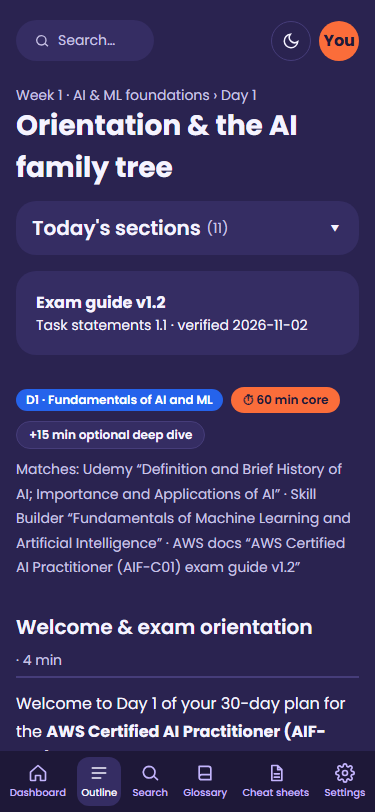 Search...
You
Week 1 · AI & ML foundations › Day 1
Orientation & the AI
family tree
Today's sections (11)
Exam guide v1.2
Task statements 1.1 · verified 2026-11-02
D1 · Fundamentals of AI and ML
⏱ 60 min core
+15 min optional deep dive
Matches: Udemy “Definition and Brief History of
AI; Importance and Applications of AI” · Skill
Builder “Fundamentals of Machine Learning and
Artificial Intelligence” · AWS docs “AWS Certified
AI Practitioner (AIF-C01) exam guide v1.2”
Welcome & exam orientation
· 4 min
Welcome to Day 1 of your 30-day plan for
the AWS Certified AI Practitioner (AIF-
Dashboard
Outline
Search
Glossary
Cheat sheets
Settings